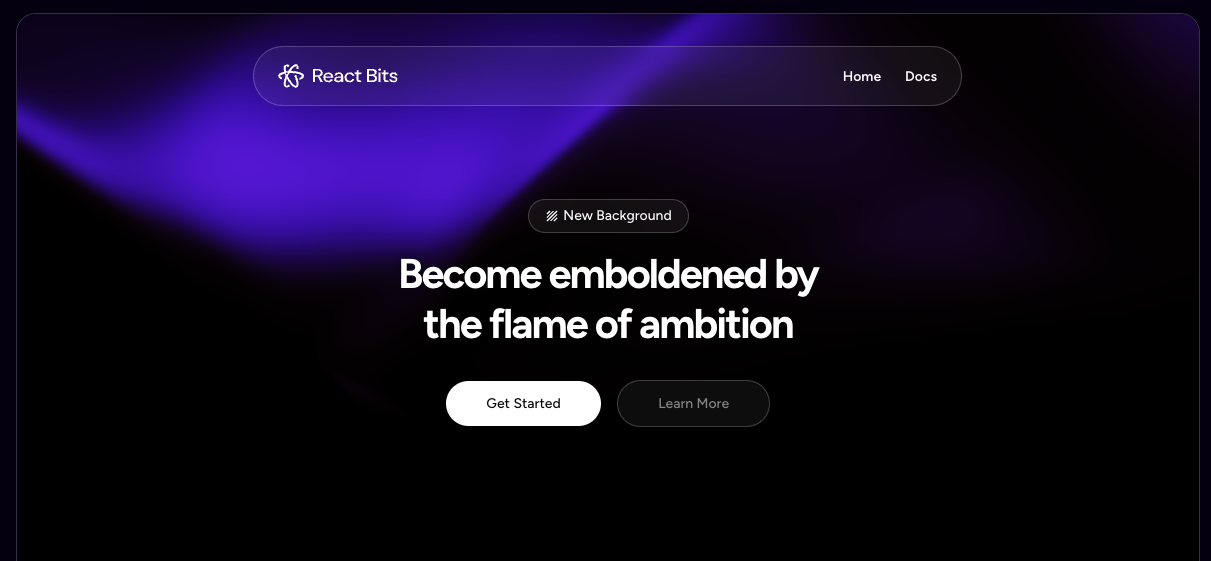 React Bits
Home
Docs
New Background
Become emboldened by
the flame of ambition
Get Started
Learn More